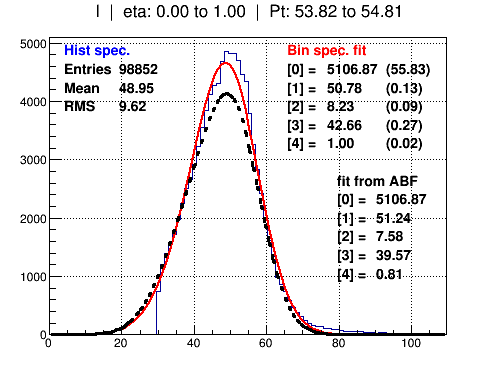 I | eta: 0.00 to 1.00 | Pt: 53.82 to 54.81
Hist spec.
Entries 98852
Mean 48.95
RMS 9.62
Bin spec. fit
[0] = 5106.87 (55.83)
[1] = 50.78 (0.13)
[2] = 8.23 (0.09)
[3] = 42.66 (0.27)
[4] = 1.00 (0.02)
fit from ABF
[0] = 5106.87
[1] = 51.24
[2] = 7.58
[3] = 39.57
[4] = 0.81
5000
4000
3000
2000
1000
0
0 20 40 60 80 100